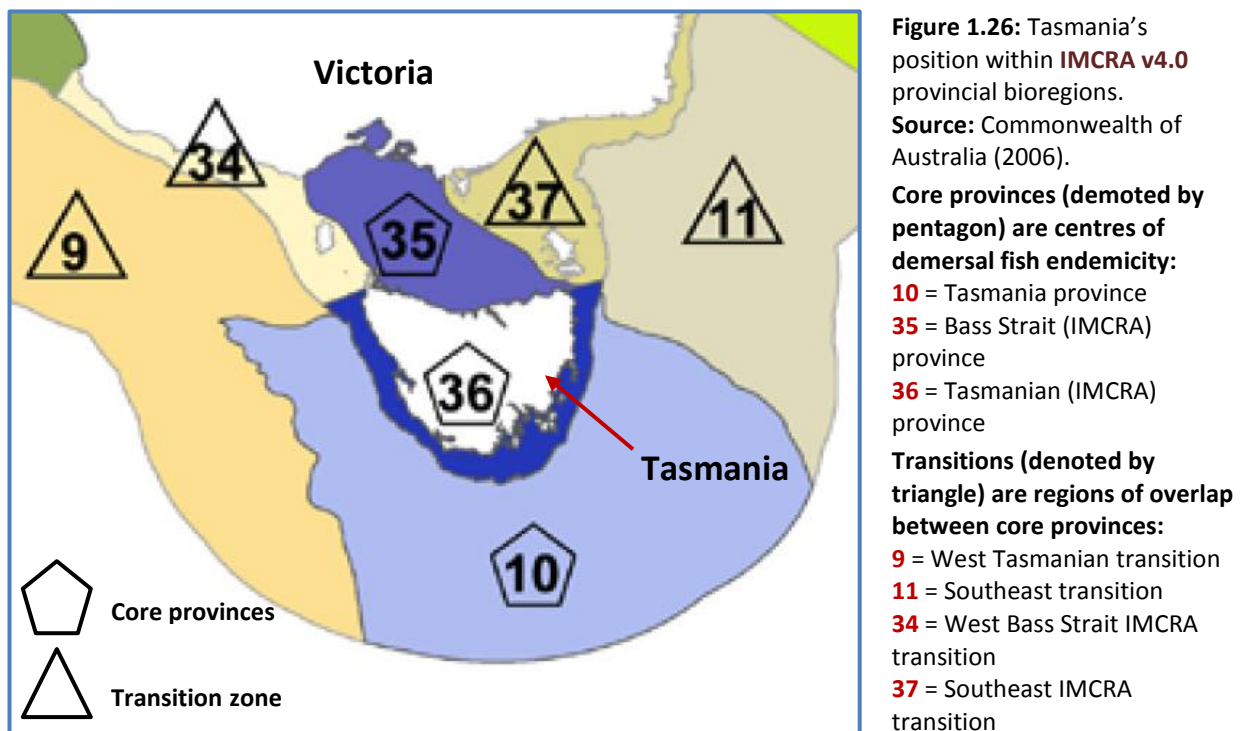 Victoria
34
37
11
9
35
36
Tasmania
10
Core provinces
Transition zone
Figure 1.26: Tasmania’s
position within IMCRA v4.0
provincial bioregions.
Source: Commonwealth of
Australia (2006).
Core provinces (demoted by
pentagon) are centres of
demersal fish endemicity:
10 = Tasmania province
35 = Bass Strait (IMCRA)
province
36 = Tasmanian (IMCRA)
province
Transitions (denoted by
triangle) are regions of overlap
between core provinces:
9 = West Tasmanian transition
11 = Southeast transition
34 = West Bass Strait IMCRA
transition
37 = Southeast IMCRA
transition